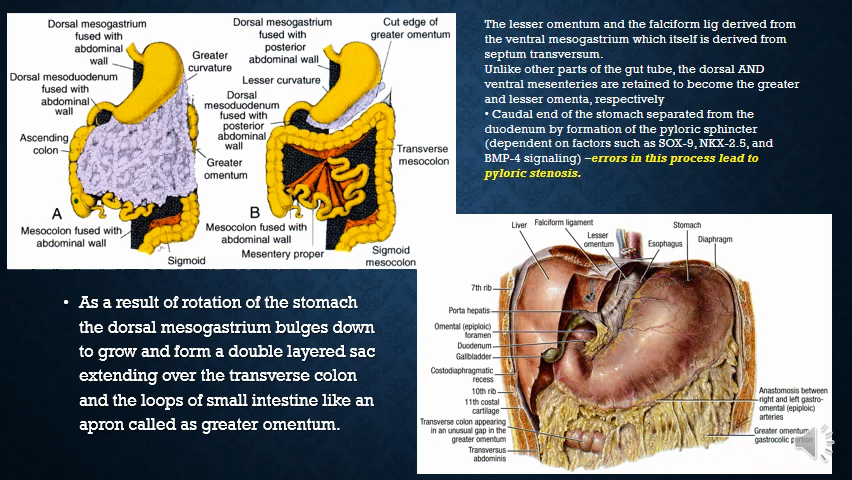 Dorsal mesogastrium
fused with
abdominal
wall
Greater
curvature
Dorsal mesoduodenum
fused with
abdominal
wall
Ascending
colon
Greater
omentum
A
Mesocolon fused with
abdominal wall
Sigmoid
Dorsal mesogastrium
fused with
posterior
abdominal
wall
Cut edge of
greater omentum
Lesser curvature
Dorsal
mesoduodenum
fused with
posterior
abdominal
wall
Transverse
mesocolon
B
Mesocolon fused with
abdominal wall
Mesentery proper
Sigmoid
mesocolon
The lesser omentum and the falciform lig derived from
the ventral mesogastrium which itself is derived from
septum transversum.
Unlike other parts of the gut tube, the dorsal AND
ventral mesenteries are retained to become the greater
and lesser omenta, respectively
• Caudal end of the stomach separated from the
duodenum by formation of the pyloric sphincter
(dependent on factors such as SOX-9, NKX-2.5, and
BMP-4 signaling) –errors in this process lead to
pyloric stenosis.
• As a result of rotation of the stomach
the dorsal mesogastrium bulges down
to grow and form a double layered sac
extending over the transverse colon
and the loops of small intestine like an
apron called as greater omentum.
Liver
Falciform ligament
Lesser
omentum
Esophagus
Stomach
Diaphragm
7th rib
Porta hepatis
Omental (epiploic)
foramen
Duodenum
Gallbladder
Costodiaphragmatic
recess
10th rib
11th costal
cartilage
Transverse colon appearing
in an unusual gap in the
greater omentum
Transversus
abdominis
Anastomosis between
right and left gastro-
omental (epiploic)
arteries
Greater omentum,
gastrocolic portion